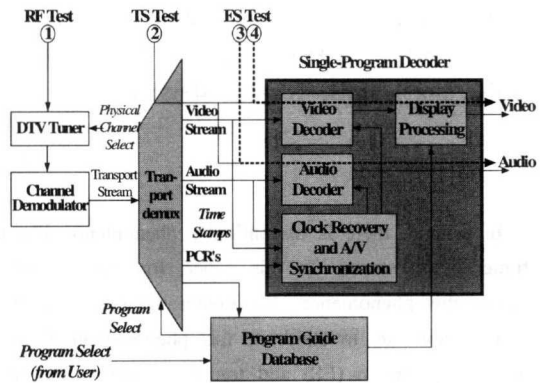 RF Test
1
TS Test
2
ES Test
3 4
Single-Program Decoder
DTV Tuner
Physical
Channel
Select
Video
Stream
Video
Decoder
Display
Processing
Video
Audio
Channel
Demodulator
Transport
Stream
Tran-
sport
demux
Audio
Stream
Audio
Decoder
Time
Stamps
Clock Recovery
and A/V
Synchronization
PCR's
Program
Select
Program Guide
Database
Program Select
(from User)